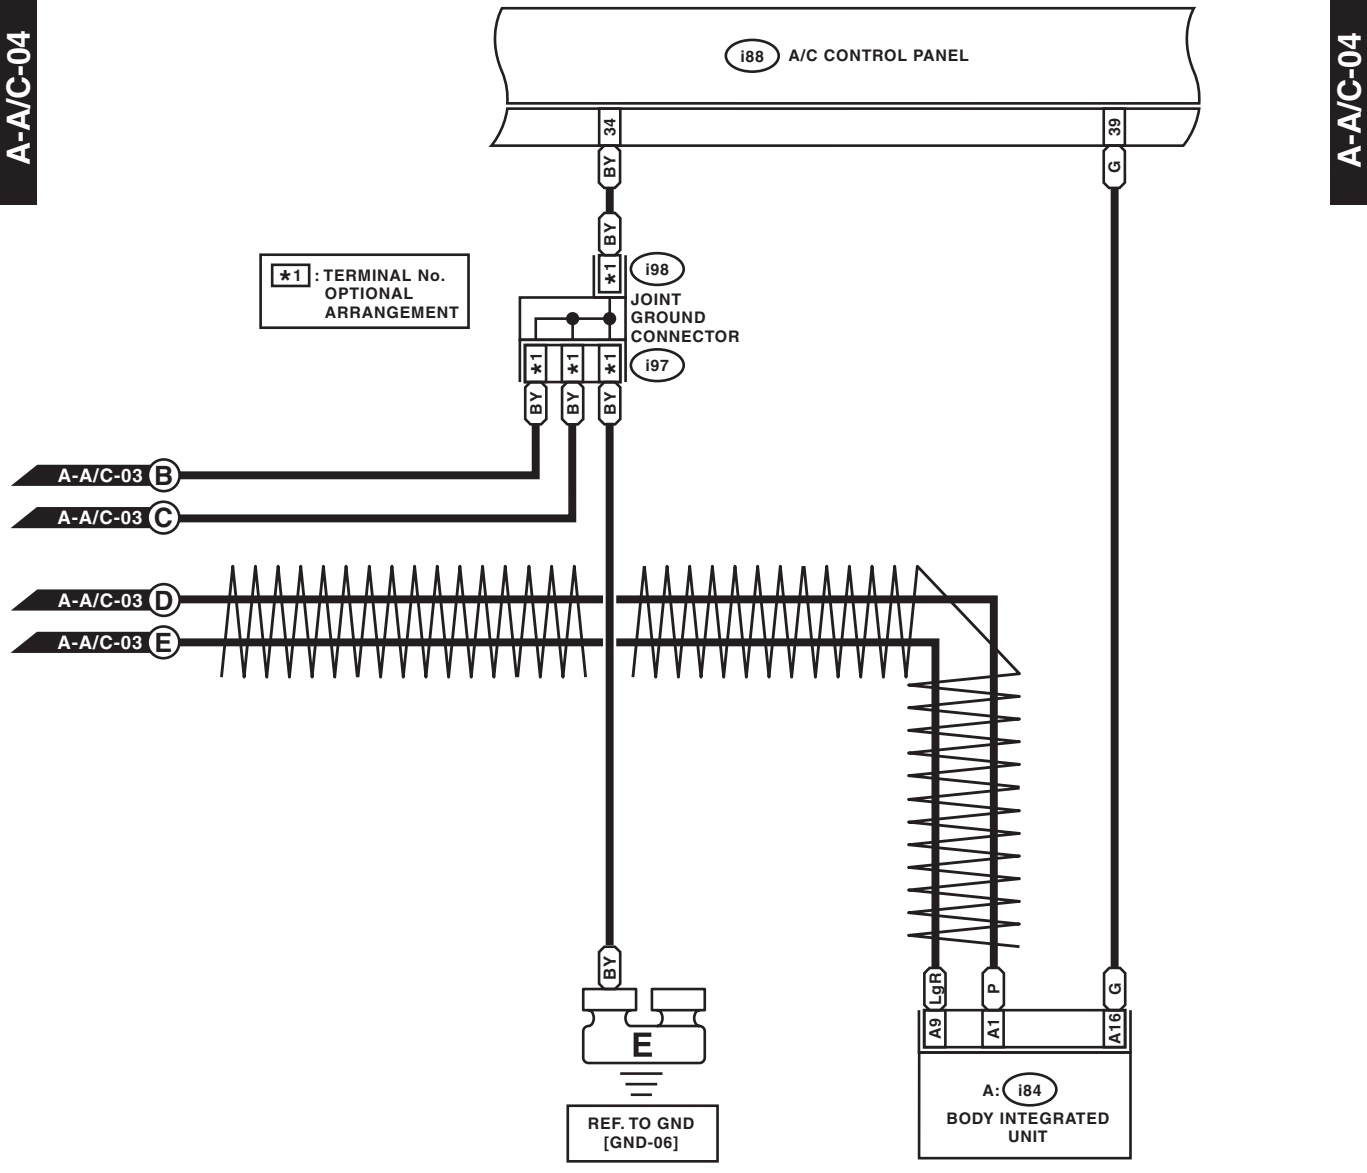 A-A/C-04
A-A/C-04
i88 A/C CONTROL PANEL
34
39
BY
G
BY
*1 : TERMINAL No.
OPTIONAL
ARRANGEMENT
*1
i98
JOINT
GROUND
CONNECTOR
*1 *1 *1
i97
BY BY BY
A-A/C-03 B
A-A/C-03 C
A-A/C-03 D
A-A/C-03 E
BY
LgR P G
A9 A1 A16
E
A: i84
BODY INTEGRATED
UNIT
REF. TO GND
[GND-06]